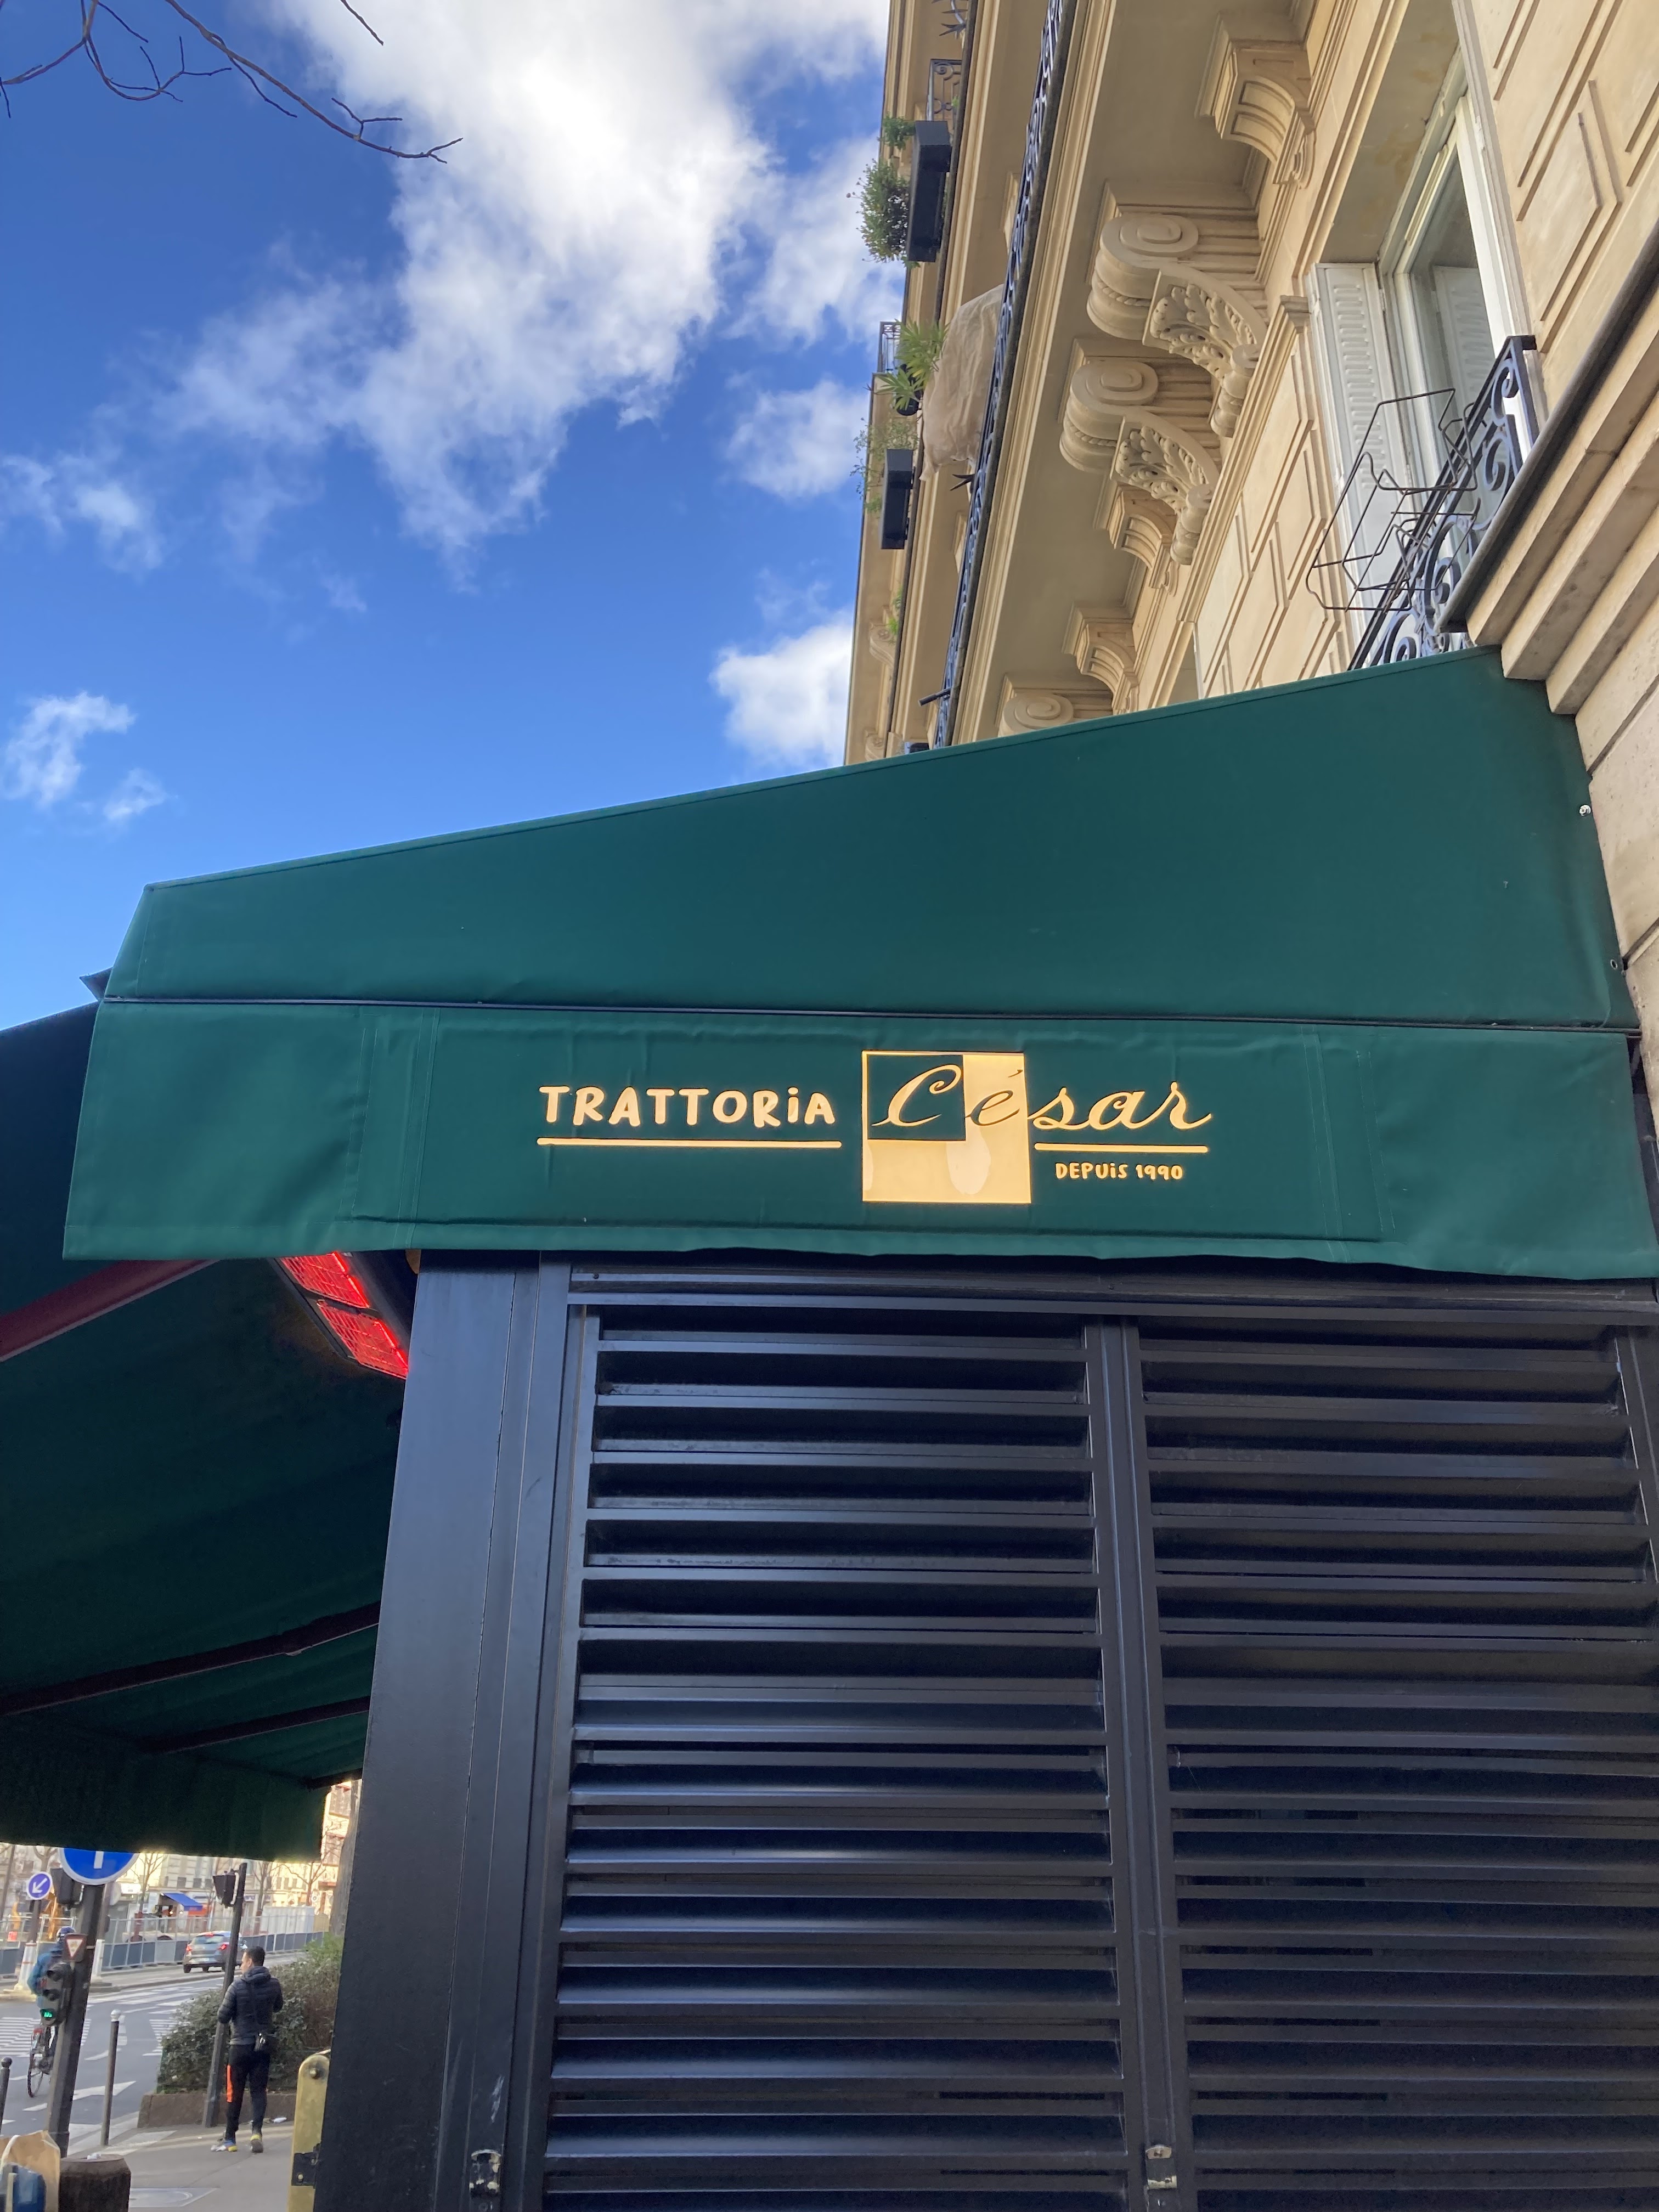 TRATTORiA César
DEPUiS 1990